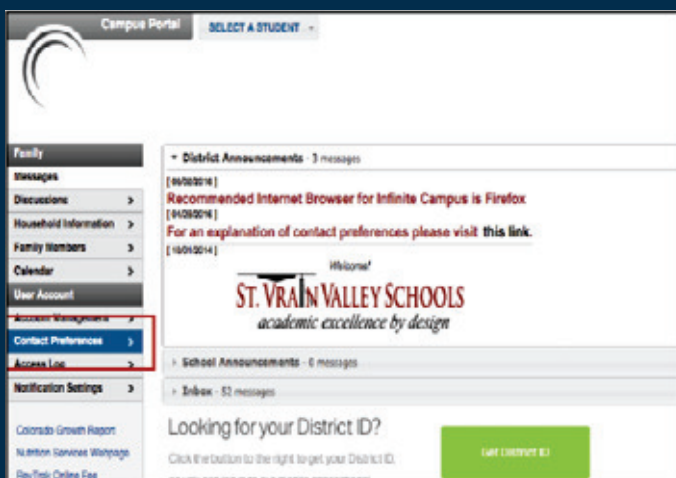 Campus Portal
SELECT A STUDENT
Family
Messages
Discussions
Household Information
Family Members
Calendar
User Account
Account Management
Contact Preferences
Access Log
Notification Settings
Colorado Growth Report
Nutrition Services Webpage
RevTrak Online Fee
District Announcements - 3 messages
Recommended Internet Browser for Infinite Campus is Firefox
For an explanation of contact preferences please visit this link.
[ 10/01/2014 ]
Welcome!
ST. VRAIN VALLEY SCHOOLS
academic excellence by design
School Announcements - 0 messages
Inbox - 52 messages
Looking for your District ID?
Click the button to the right to get your District ID.
Get District ID